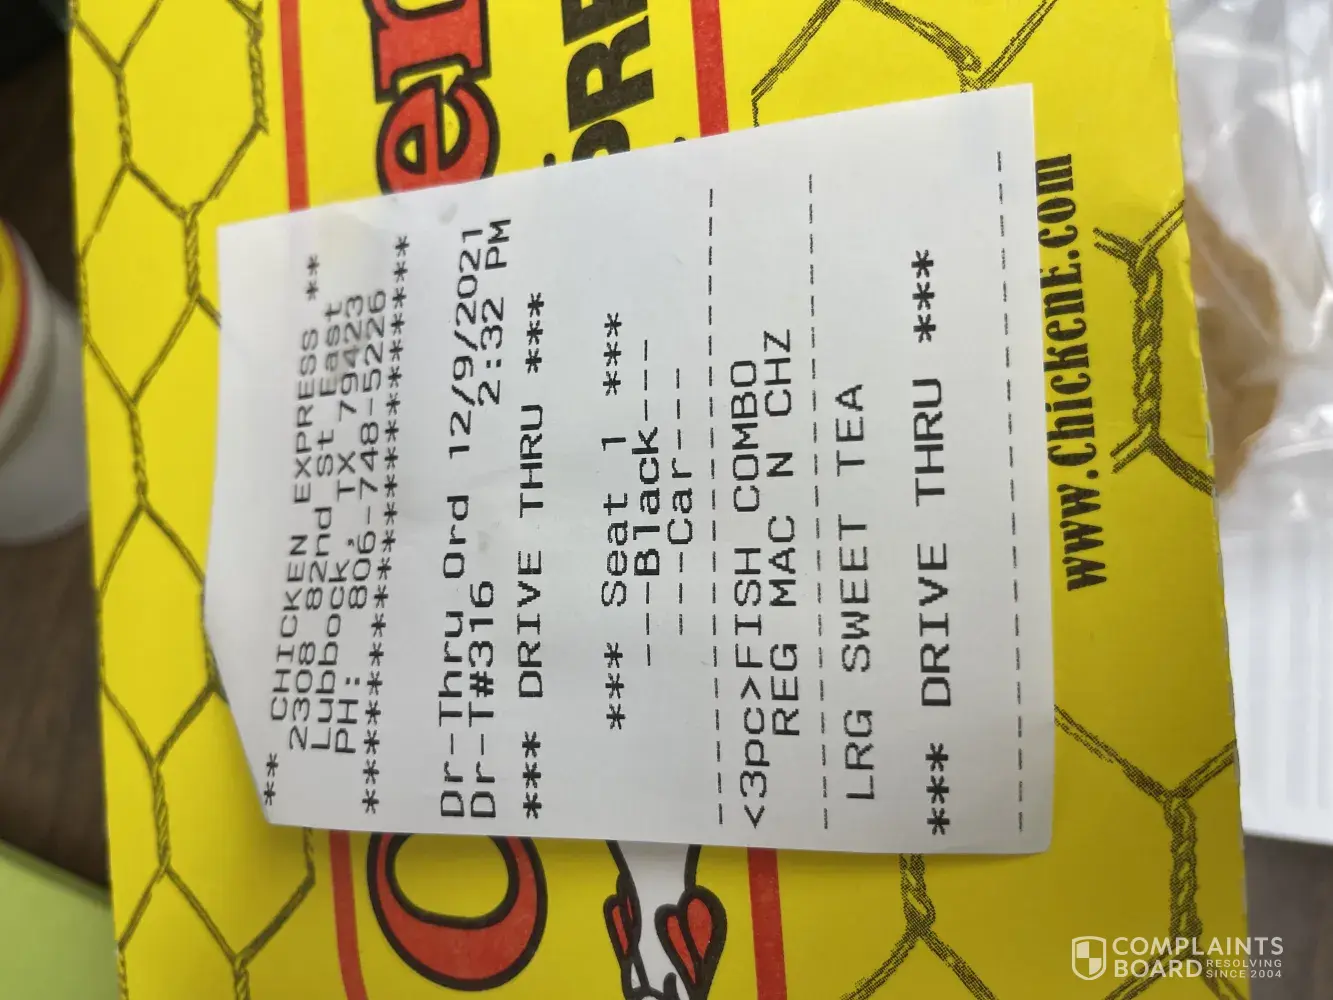 ** CHICKEN EXPRESS **
2308 82nd St East
Lubbock, TX 79423
PH: 806-748-5226
*****************************
Dr-Thru Ord 12/9/2021
Dr-T#316 2:32 PM
*** DRIVE THRU ***
*** Seat 1 ***
---Black---
---Car----
<3pc>FISH COMBO
REG MAC N CHZ
LRG SWEET TEA
*** DRIVE THRU ***
www.ChickenE.com
COMPLAINTS
BOARD RESOLVING
SINCE 2004